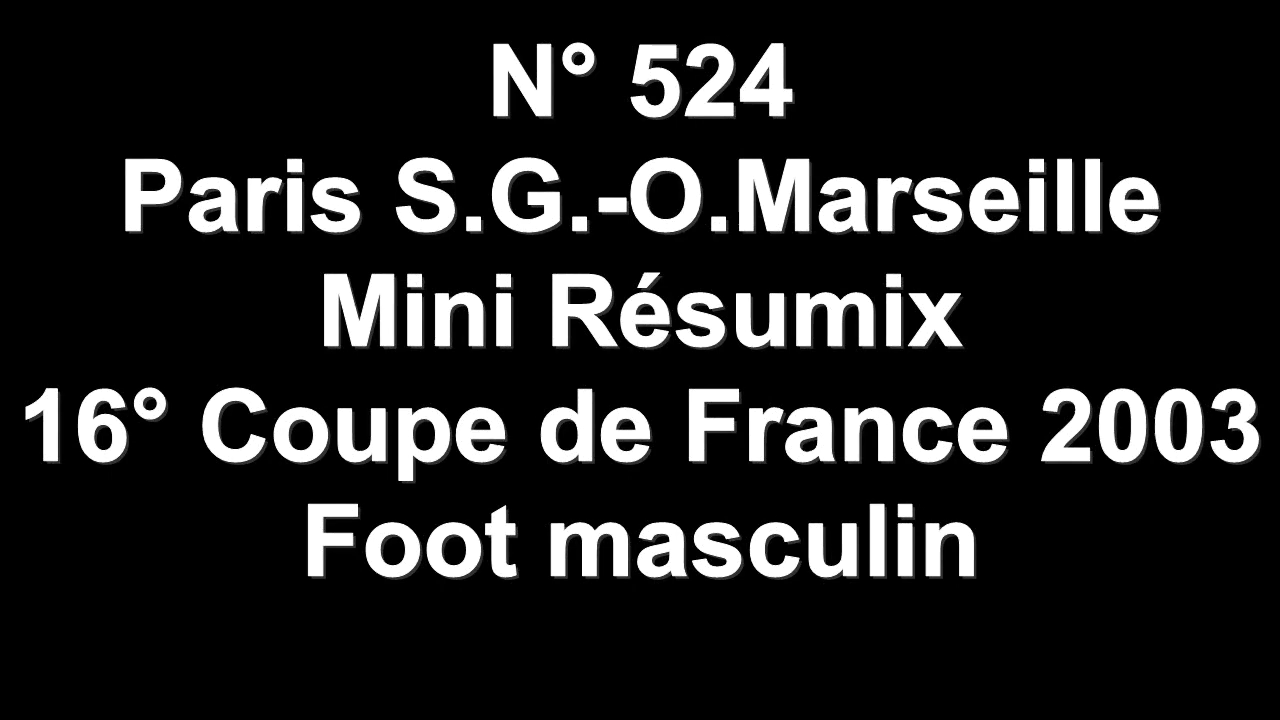 N° 524
Paris S.G.-O.Marseille
Mini Résumix
16° Coupe de France 2003
Foot masculin